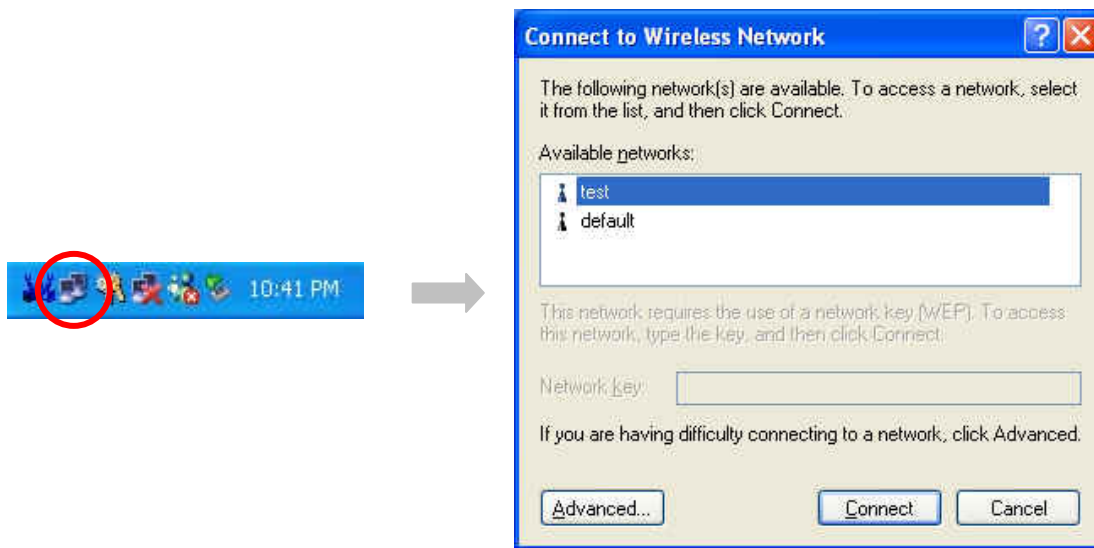 10:41 PM
Connect to Wireless Network
The following network(s) are available. To access a network, select
it from the list, and then click Connect.
Available networks:
test
default
This network requires the use of a network key (WEP). To access
this network, type the key, and then click Connect.
Network key:
If you are having difficulty connecting to a network, click Advanced.
Advanced...
Connect
Cancel